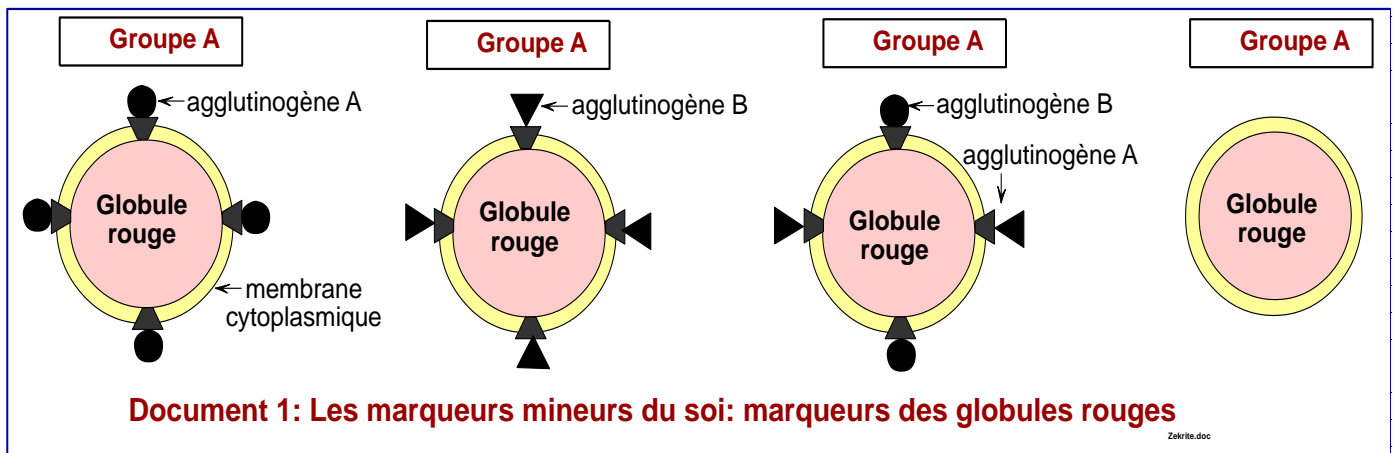 Groupe A
Groupe A
Groupe A
Groupe A
agglutinogène A
Globule
rouge
membrane
cytoplasmique
agglutinogène B
Globule
rouge
agglutinogène B
agglutinogène A
Globule
rouge
Globule
rouge
Document 1: Les marqueurs mineurs du soi: marqueurs des globules rouges
Zekrite.doc